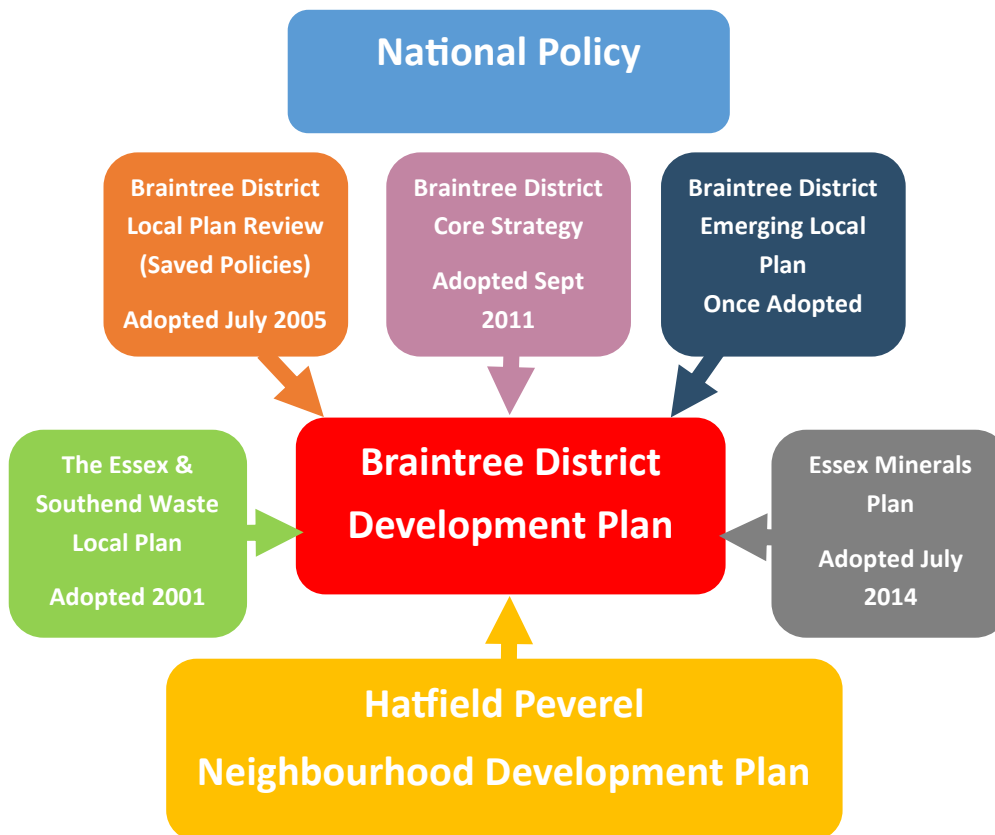 National Policy
Braintree District
Local Plan Review
(Saved Policies)
Adopted July 2005
Braintree District
Core Strategy
Adopted Sept
2011
Braintree District
Emerging Local
Plan
Once Adopted
The Essex &
Southend Waste
Local Plan
Adopted 2001
Braintree District
Development Plan
Essex Minerals
Plan
Adopted July
2014
Hatfield Peverel
Neighbourhood Development Plan